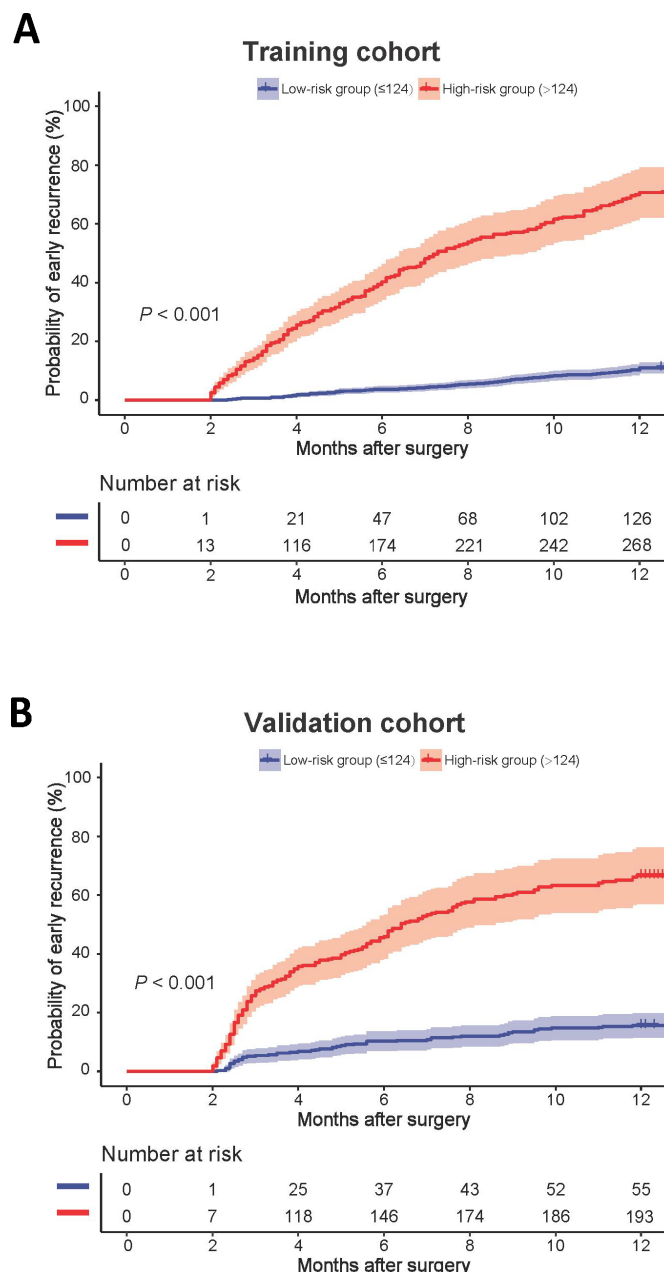 A
Training cohort
Low-risk group (≤124) High-risk group (>124)
Probability of early recurrence (%)
100
80
60
40
20
0
P < 0.001
0 2 4 6 8 10 12
Months after surgery
Number at risk
0 1 21 47 68 102 126
0 13 116 174 221 242 268
0 2 4 6 8 10 12
Months after surgery
B
Validation cohort
Low-risk group (≤124) High-risk group (>124)
Probability of early recurrence (%)
100
80
60
40
20
0
P < 0.001
0 2 4 6 8 10 12
Months after surgery
Number at risk
0 1 25 37 43 52 55
0 7 118 146 174 186 193
0 2 4 6 8 10 12
Months after surgery